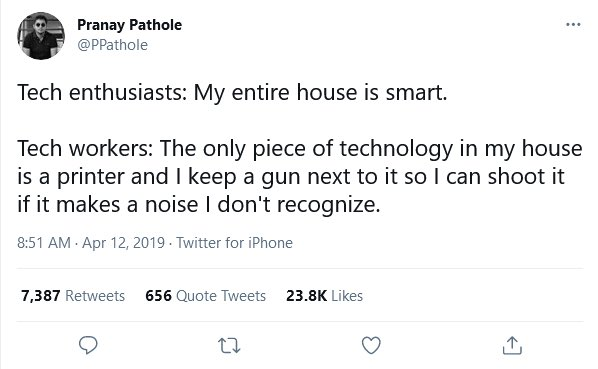 Pranay Pathole
@PPathole
Tech enthusiasts: My entire house is smart.
Tech workers: The only piece of technology in my house
is a printer and I keep a gun next to it so I can shoot it
if it makes a noise I don't recognize.
8:51 AM · Apr 12, 2019 · Twitter for iPhone
7,387 Retweets 656 Quote Tweets 23.8K Likes